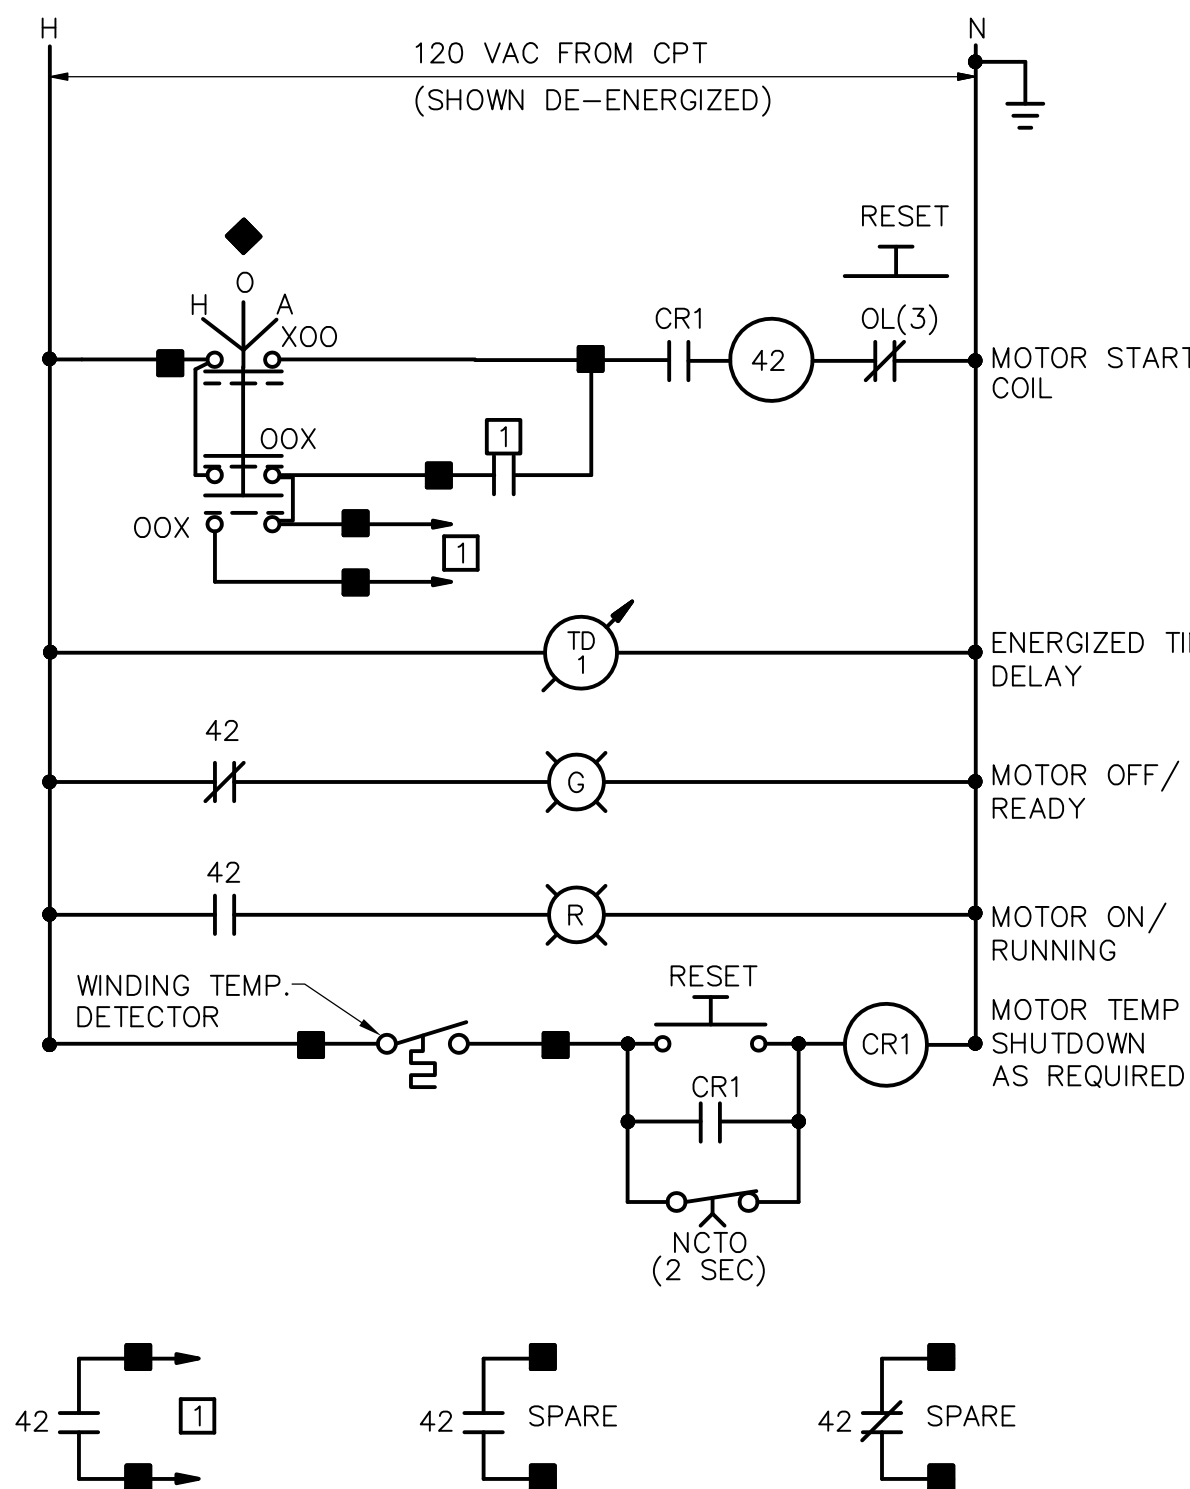 H
N
120 VAC FROM CPT
(SHOWN DE-ENERGIZED)
RESET
O
H
A
XOO
CR1
42
OL(3)
MOTOR START
COIL
OOX
1
OOX
1
TD
1
ENERGIZED TI
DELAY
42
G
MOTOR OFF/
READY
42
R
MOTOR ON/
RUNNING
WINDING TEMP.
DETECTOR
RESET
CR1
MOTOR TEMP
SHUTDOWN
AS REQUIRED
CR1
NCTO
(2 SEC)
42
1
42
SPARE
42
SPARE